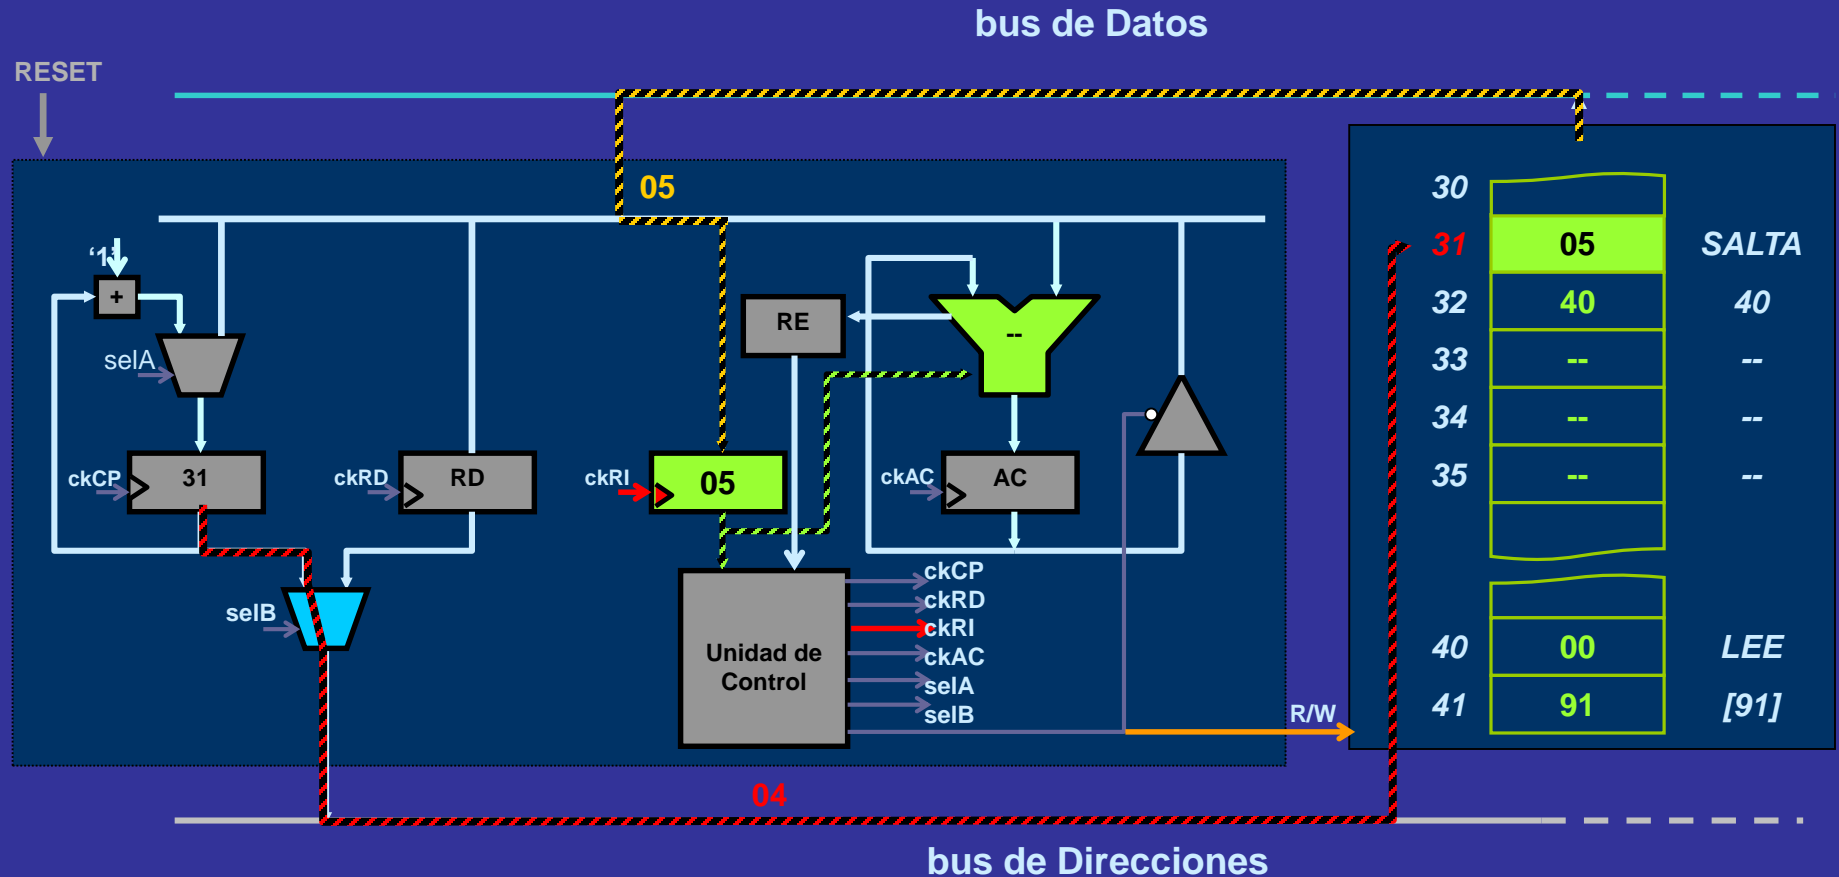 bus de Datos
RESET
05
‘1’
+
selA
ckCP
31
ckRD
RD
ckRI
05
RE
--
ckAC
AC
selB
Unidad de
Control
ckCP
ckRD
ckRI
ckAC
selA
selB
R/W
04
bus de Direcciones
30
31 05 SALTA
32 40 40
33 -- --
34 -- --
35 -- --
40 00 LEE
41 91 [91]